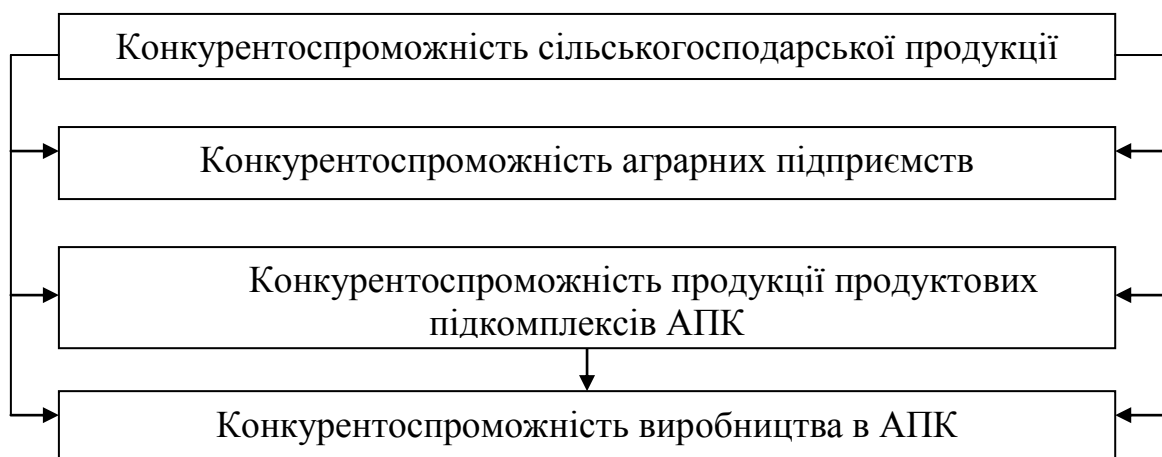 Конкурентоспроможність сільськогосподарської продукції
Конкурентоспроможність аграрних підприємств
Конкурентоспроможність продукції продуктових
підкомплексів АПК
Конкурентоспроможність виробництва в АПК